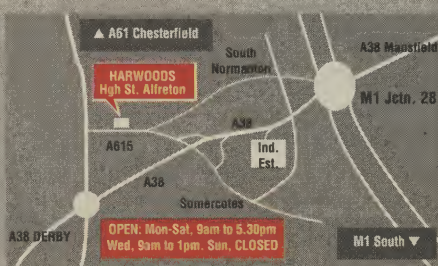 ▲ A61 Chesterfield
South
Normanton
A38 Mansfield
HARWOODS
Hgh St. Alfreton
M1 Jctn. 28
A38
A615
Ind.
Est.
A38
Somercotes
A38 DERBY
OPEN: Mon-Sat, 9am to 5.30pm
Wed, 9am to 1pm. Sun, CLOSED
M1 South ▼